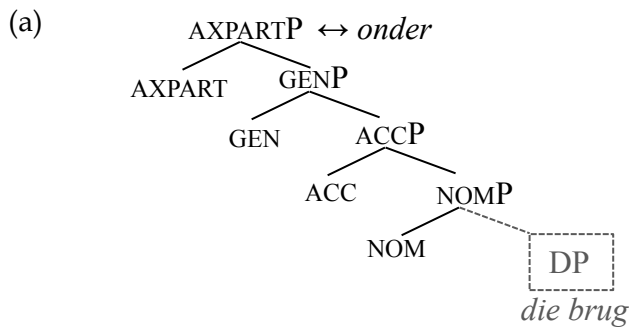 (a)
AXPARTP ↔ onder
AXPART GENP
GEN ACCP
ACC NOMP
NOM DP
die brug